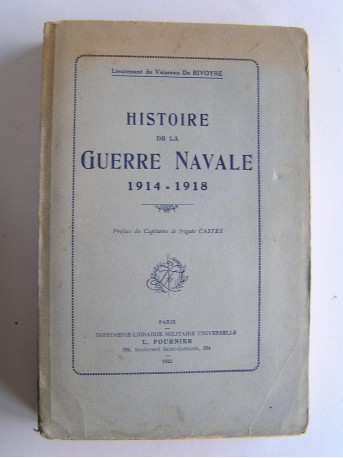 Lieutenant de Vaisseau De RIVOYRE
HISTOIRE
DE LA
GUERRE NAVALE
1914 - 1918
Préface du Capitaine de frégate CASTEX
PARIS
IMPRIMERIE-LIBRAIRIE MILITAIRE UNIVERSELLE
L. FOURNIER
264, Boulevard Saint-Germain, 264
1922